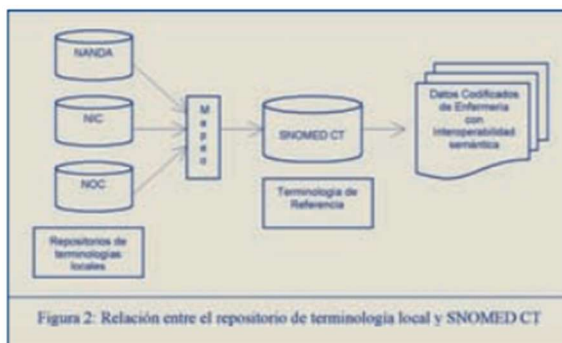 NANDA
NIC
NOC
Mapeo
SNOMED CT
Datos Codificados
de Enfermería
con
interoperabilidad
semántica
Terminología de
Referencia
Repositorios de
terminologías
locales
Figura 2: Relación entre el repositorio de terminología local y SNOMED CT